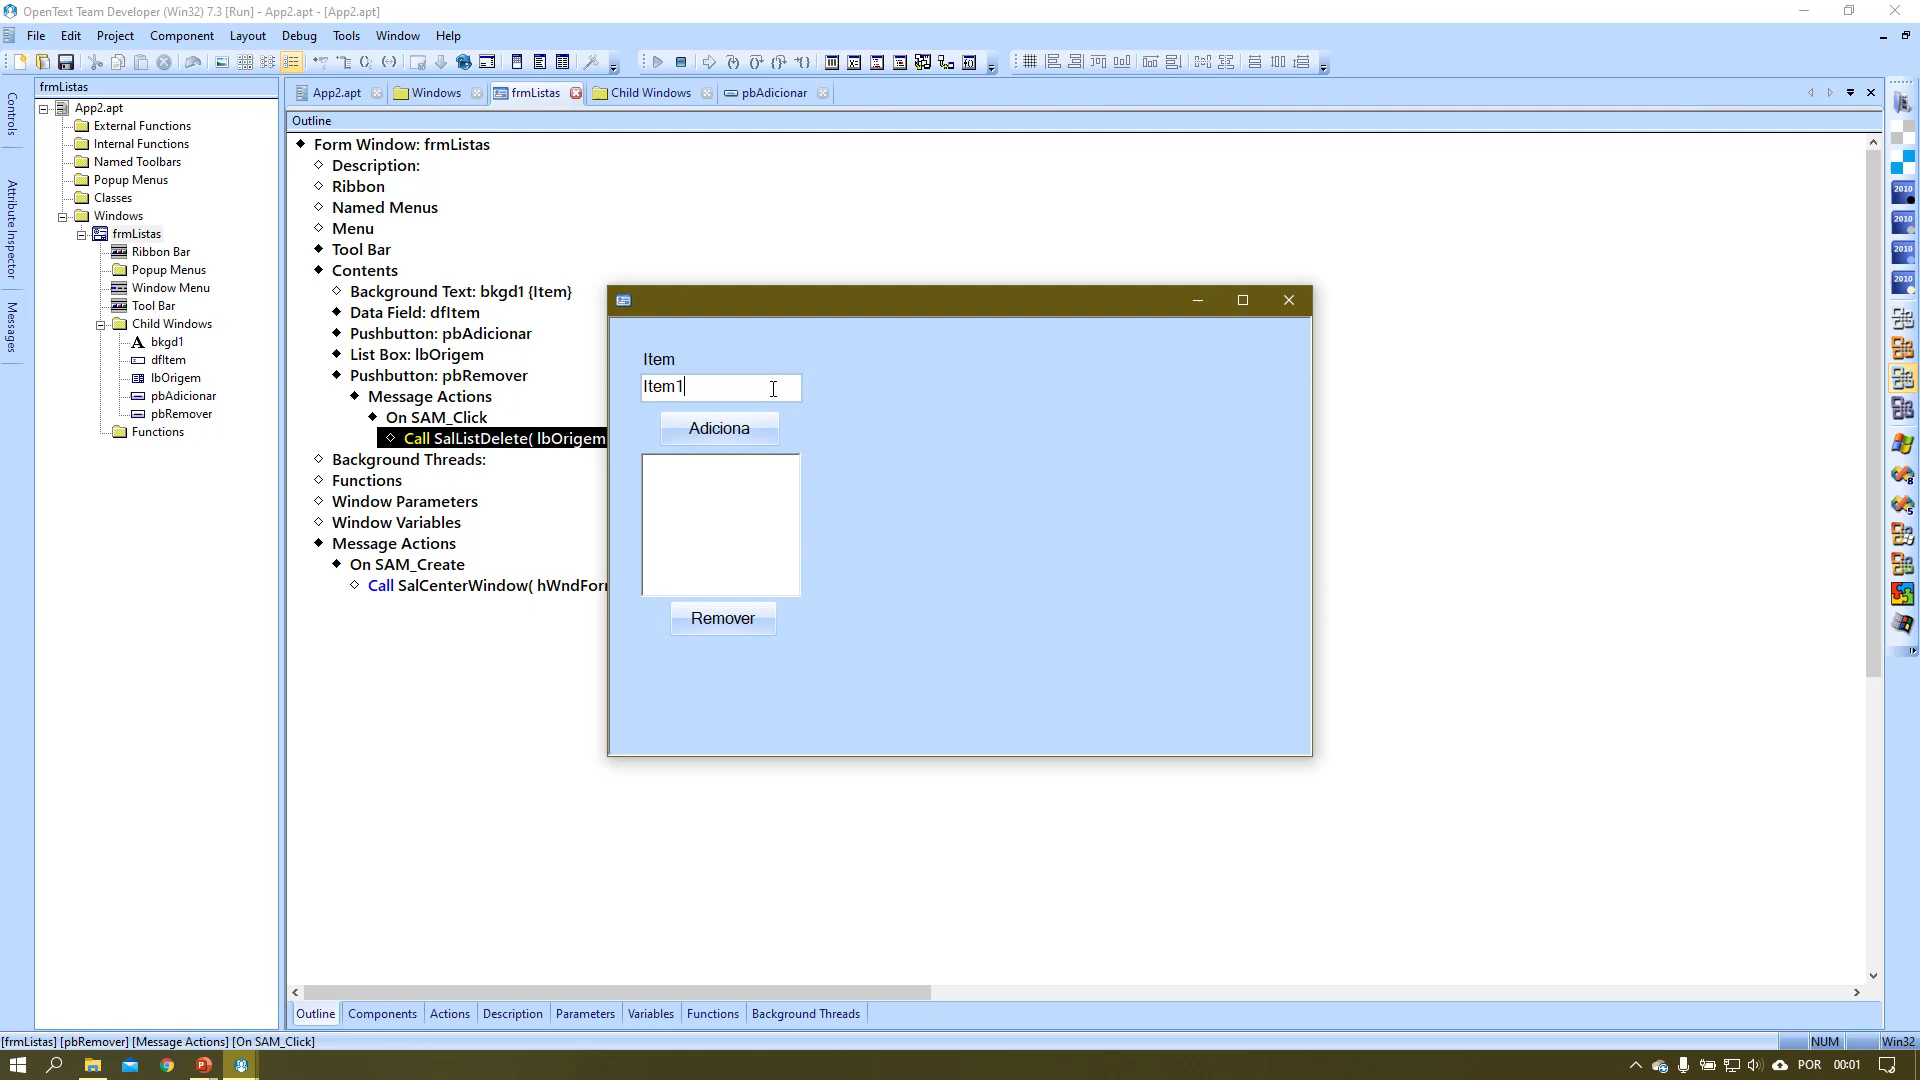 OpenText Team Developer (Win32) 7.3 [Run] - App2.apt - [App2.apt]
File Edit Project Component Layout Debug Tools Window Help
frmListas
App2.apt Windows frmListas Child Windows pbAdicionar
Controls
Attribute Inspector
Messages
App2.apt
External Functions
Internal Functions
Named Toolbars
Popup Menus
Classes
Windows
frmListas
Ribbon Bar
Popup Menus
Window Menu
Tool Bar
Child Windows
bkgd1
dfItem
lbOrigem
pbAdicionar
pbRemover
Functions
Outline
Form Window: frmListas
Description:
Ribbon
Named Menus
Menu
Tool Bar
Contents
Background Text: bkgd1 {Item}
Data Field: dfItem
Pushbutton: pbAdicionar
List Box: lbOrigem
Pushbutton: pbRemover
Message Actions
On SAM_Click
Call SalListDelete( lbOrigem
Background Threads:
Functions
Window Parameters
Window Variables
Message Actions
On SAM_Create
Call SalCenterWindow( hWndForm
Item
Item1
Adiciona
Remover
2010
2010
2010
2010
Outline Components Actions Description Parameters Variables Functions Background Threads
[frmListas] [pbRemover] [Message Actions] [On SAM_Click]
NUM Win32
POR 00:01